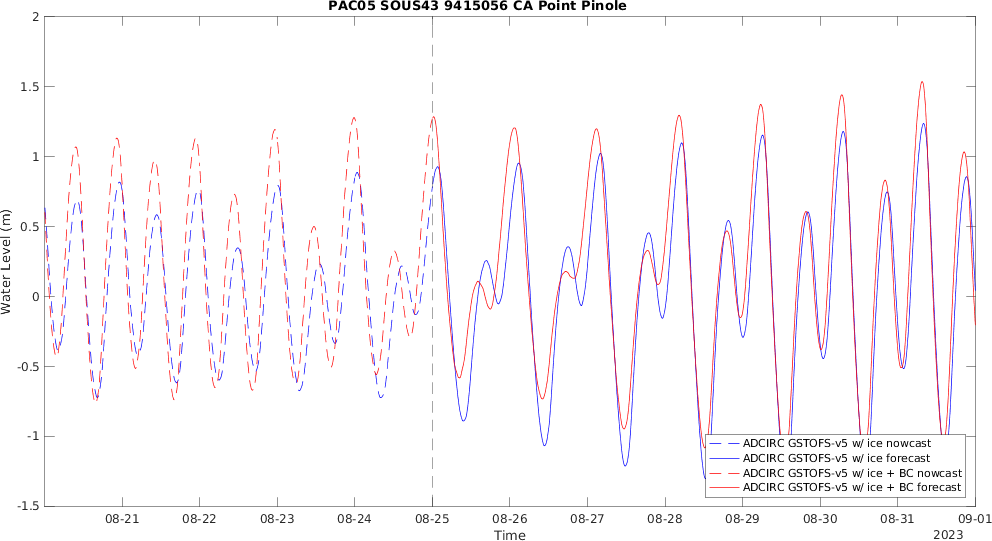 PAC05 SOUS43 9415056 CA Point Pinole
2
1.5
1
0.5
0
-0.5
-1
-1.5
Water Level (m)
ADCIRC GSTOFS-v5 w/ ice nowcast
ADCIRC GSTOFS-v5 w/ ice forecast
ADCIRC GSTOFS-v5 w/ ice + BC nowcast
ADCIRC GSTOFS-v5 w/ ice + BC forecast
08-21 08-22 08-23 08-24 08-25 08-26 08-27 08-28 08-29 08-30 08-31 09-01
Time 2023